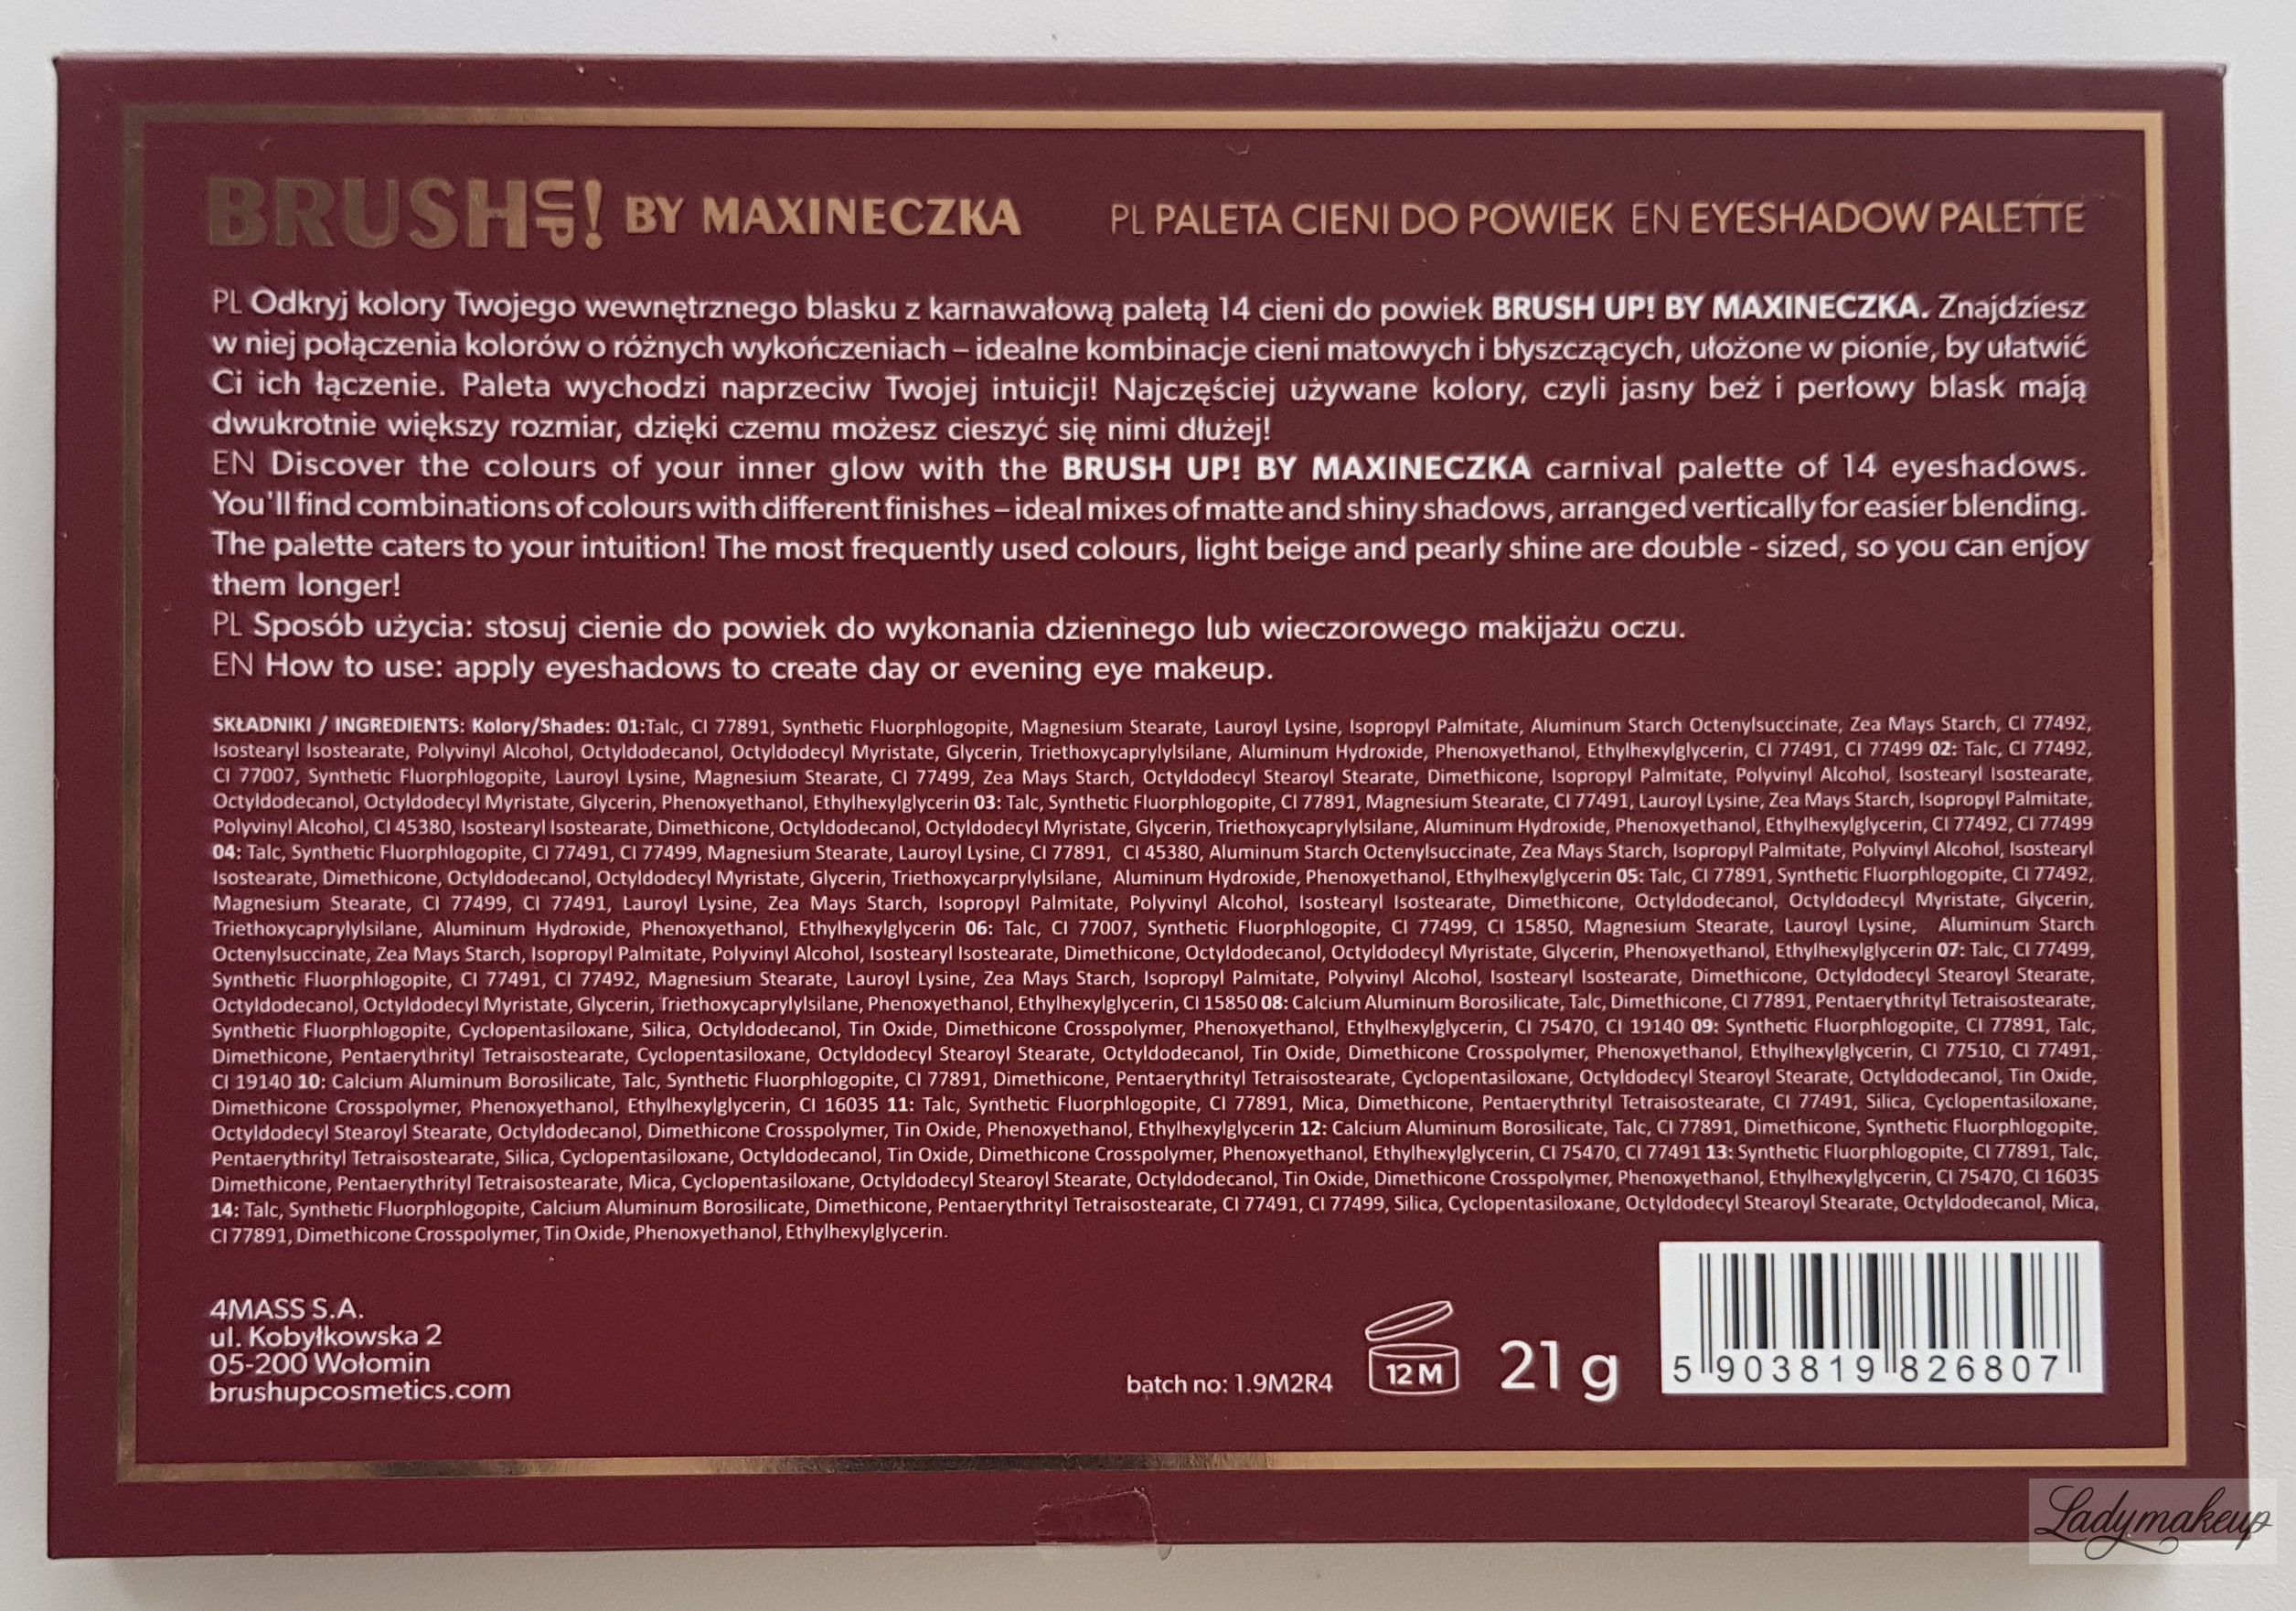 BRUSH UP! BY MAXINECZKA
PL PALETA CIENI DO POWIEK EN EYESHADOW PALETTE
PL Odkryj kolory Twojego wewnętrznego blasku z karnawałową paletą 14 cieni do powiek BRUSH UP! BY MAXINECZKA. Znajdziesz
w niej połączenia kolorów o różnych wykończeniach – idealne kombinacje cieni matowych i błyszczących, ułożone w pionie, by ułatwić
Ci ich łączenie. Paleta wychodzi naprzeciw Twojej intuicji! Najczęściej używane kolory, czyli jasny beż i perłowy blask mają
dwukrotnie większy rozmiar, dzięki czemu możesz cieszyć się nimi dłużej!
EN Discover the colours of your inner glow with the BRUSH UP! BY MAXINECZKA carnival palette of 14 eyeshadows.
You'll find combinations of colours with different finishes – ideal mixes of matte and shiny shadows, arranged vertically for easier blending.
The palette caters to your intuition! The most frequently used colours, light beige and pearly shine are double - sized, so you can enjoy
them longer!
PL Sposób użycia: stosuj cienie do powiek do wykonania dziennego lub wieczorowego makijażu oczu.
EN How to use: apply eyeshadows to create day or evening eye makeup.
SKŁADNIKI / INGREDIENTS: Kolory/Shades: 01:Talc, CI 77891, Synthetic Fluorphlogopite, Magnesium Stearate, Lauroyl Lysine, Isopropyl Palmitate, Aluminum Starch Octenylsuccinate, Zea Mays Starch, CI 77492,
Isostearyl Isostearate, Polyvinyl Alcohol, Octyldodecanol, Octyldodecyl Myristate, Glycerin, Triethoxycaprylylsilane, Aluminum Hydroxide, Phenoxyethanol, Ethylhexylglycerin, CI 77491, CI 77499 02: Talc, CI 77492,
CI 77007, Synthetic Fluorphlogopite, Lauroyl Lysine, Magnesium Stearate, CI 77499, Zea Mays Starch, Octyldodecyl Stearoyl Stearate, Dimethicone, Isopropyl Palmitate, Polyvinyl Alcohol, Isostearyl Isostearate,
Octyldodecanol, Octyldodecyl Myristate, Glycerin, Phenoxyethanol, Ethylhexylglycerin 03: Talc, Synthetic Fluorphlogopite, CI 77891, Magnesium Stearate, CI 77491, Lauroyl Lysine, Zea Mays Starch, Isopropyl Palmitate,
Polyvinyl Alcohol, CI 45380, Isostearyl Isostearate, Dimethicone, Octyldodecanol, Octyldodecyl Myristate, Glycerin, Triethoxycaprylylsilane, Aluminum Hydroxide, Phenoxyethanol, Ethylhexylglycerin, CI 77492, CI 77499
04: Talc, Synthetic Fluorphlogopite, CI 77491, CI 77499, Magnesium Stearate, Lauroyl Lysine, CI 77891, CI 45380, Aluminum Starch Octenylsuccinate, Zea Mays Starch, Isopropyl Palmitate, Polyvinyl Alcohol, Isostearyl
Isostearate, Dimethicone, Octyldodecanol, Octyldodecyl Myristate, Glycerin, Triethoxycarprylylsilane, Aluminum Hydroxide, Phenoxyethanol, Ethylhexylglycerin 05: Talc, CI 77891, Synthetic Fluorphlogopite, CI 77492,
Magnesium Stearate, CI 77499, CI 77491, Lauroyl Lysine, Zea Mays Starch, Isopropyl Palmitate, Polyvinyl Alcohol, Isostearyl Isostearate, Dimethicone, Octyldodecanol, Octyldodecyl Myristate, Glycerin,
Triethoxycaprylylsilane, Aluminum Hydroxide, Phenoxyethanol, Ethylhexylglycerin 06: Talc, CI 77007, Synthetic Fluorphlogopite, CI 77499, CI 15850, Magnesium Stearate, Lauroyl Lysine, Aluminum Starch
Octenylsuccinate, Zea Mays Starch, Isopropyl Palmitate, Polyvinyl Alcohol, Isostearyl Isostearate, Dimethicone, Octyldodecanol, Octyldodecyl Myristate, Glycerin, Phenoxyethanol, Ethylhexylglycerin 07: Talc, CI 77499,
Synthetic Fluorphlogopite, CI 77491, CI 77492, Magnesium Stearate, Lauroyl Lysine, Zea Mays Starch, Isopropyl Palmitate, Polyvinyl Alcohol, Isostearyl Isostearate, Dimethicone, Octyldodecyl Stearoyl Stearate,
Octyldodecanol, Octyldodecyl Myristate, Glycerin, Triethoxycaprylylsilane, Phenoxyethanol, Ethylhexylglycerin, CI 15850 08: Calcium Aluminum Borosilicate, Talc, Dimethicone, CI 77891, Pentaerythrityl Tetraisostearate,
Synthetic Fluorphlogopite, Cyclopentasiloxane, Silica, Octyldodecanol, Tin Oxide, Dimethicone Crosspolymer, Phenoxyethanol, Ethylhexylglycerin, CI 75470, CI 19140 09: Synthetic Fluorphlogopite, CI 77891, Talc,
Dimethicone, Pentaerythrityl Tetraisostearate, Cyclopentasiloxane, Octyldodecyl Stearoyl Stearate, Octyldodecanol, Tin Oxide, Dimethicone Crosspolymer, Phenoxyethanol, Ethylhexylglycerin, CI 77510, CI 77491,
CI 19140 10: Calcium Aluminum Borosilicate, Talc, Synthetic Fluorphlogopite, CI 77891, Dimethicone, Pentaerythrityl Tetraisostearate, Cyclopentasiloxane, Octyldodecyl Stearoyl Stearate, Octyldodecanol, Tin Oxide,
Dimethicone Crosspolymer, Phenoxyethanol, Ethylhexylglycerin, CI 16035 11: Talc, Synthetic Fluorphlogopite, CI 77891, Mica, Dimethicone, Pentaerythrityl Tetraisostearate, CI 77491, Silica, Cyclopentasiloxane,
Octyldodecyl Stearoyl Stearate, Octyldodecanol, Dimethicone Crosspolymer, Tin Oxide, Phenoxyethanol, Ethylhexylglycerin 12: Calcium Aluminum Borosilicate, Talc, CI 77891, Dimethicone, Synthetic Fluorphlogopite,
Pentaerythrityl Tetraisostearate, Silica, Cyclopentasiloxane, Octyldodecanol, Tin Oxide, Dimethicone Crosspolymer, Phenoxyethanol, Ethylhexylglycerin, CI 75470, CI 77491 13: Synthetic Fluorphlogopite, CI 77891, Talc,
Dimethicone, Pentaerythrityl Tetraisostearate, Mica, Cyclopentasiloxane, Octyldodecyl Stearoyl Stearate, Octyldodecanol, Tin Oxide, Dimethicone Crosspolymer, Phenoxyethanol, Ethylhexylglycerin, CI 75470, CI 16035
14: Talc, Synthetic Fluorphlogopite, Calcium Aluminum Borosilicate, Dimethicone, Pentaerythrityl Tetraisostearate, CI 77491, CI 77499, Silica, Cyclopentasiloxane, Octyldodecyl Stearoyl Stearate, Octyldodecanol, Mica,
CI 77891, Dimethicone Crosspolymer, Tin Oxide, Phenoxyethanol, Ethylhexylglycerin.
4MASS S.A.
ul. Kobyłkowska 2
05-200 Wołomin
brushupcosmetics.com
batch no: 1.9M2R4
12 M
21 g
5 903819 826807
Ladymakeup